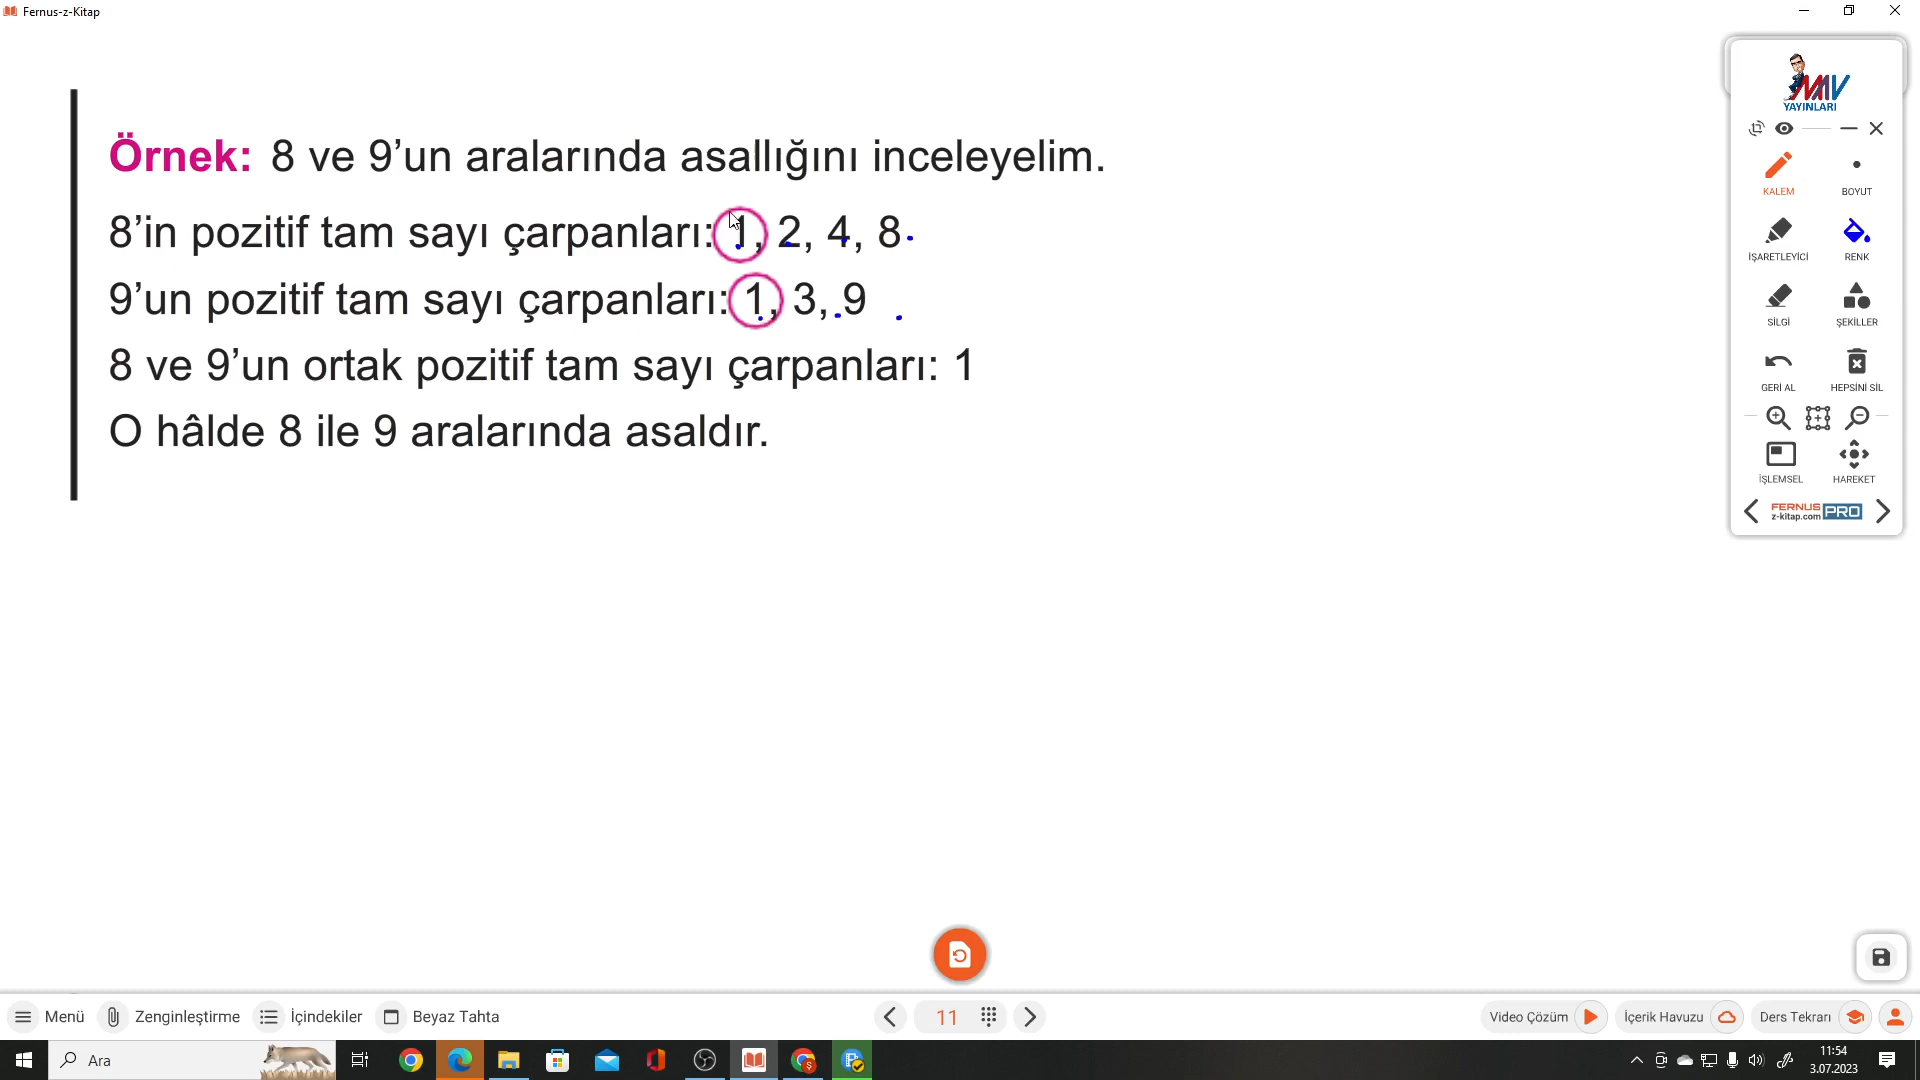 Fernus-z-Kitap
Örnek: 8 ve 9’un aralarında asallığını inceleyelim.
8’in pozitif tam sayı çarpanları: 1, 2, 4, 8
9’un pozitif tam sayı çarpanları: 1, 3, 9
8 ve 9’un ortak pozitif tam sayı çarpanları: 1
O hâlde 8 ile 9 aralarında asaldır.
MAV
YAYINLARI
KALEM BOYUT
İŞARETLEYİCİ RENK
SİLGİ ŞEKİLLER
GERİ AL HEPSİNİ SİL
İŞLEMSEL HAREKET
FERNUS
z-kitap.com PRO
Menü Zenginleştirme İçindekiler Beyaz Tahta 11 Video Çözüm İçerik Havuzu Ders Tekrarı
Ara
11:54
3.07.2023